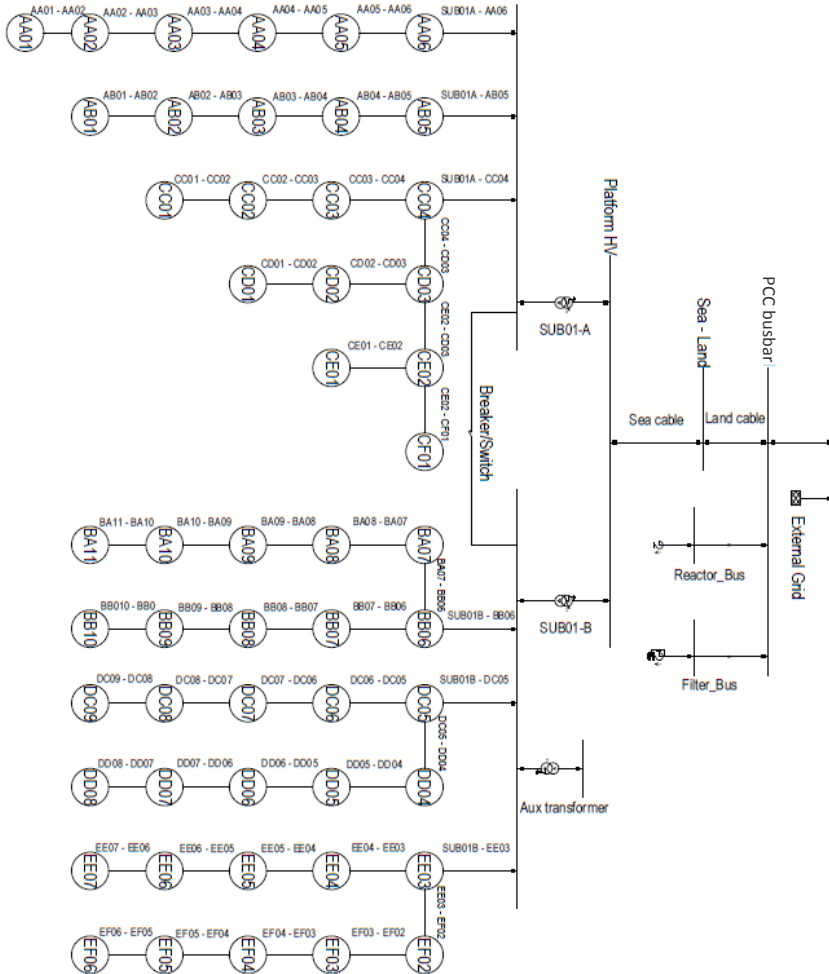 AA01 - AA02
AA02 - AA03
AA03 - AA04
AA04 - AA05
AA05 - AA06
SUB01A - AA06
AA01
AA02
AA03
AA04
AA05
AA06
AB01 - AB02
AB02 - AB03
AB03 - AB04
AB04 - AB05
SUB01A - AB05
AB01
AB02
AB03
AB04
AB05
CC01 - CC02
CC02 - CC03
CC03 - CC04
SUB01A - CC04
CC01
CC02
CC03
CC04
CC04 - CD03
CD01 - CD02
CD02 - CD03
CD01
CD02
CD03
CE02 - CD03
CE01 - CE02
CE01
CE02
CE02 - CF01
CF01
Platform HV
SUB01-A
Breaker/Switch
Sea - Land
PCC busbar
Sea cable
Land cable
External Grid
Reactor_Bus
Filter_Bus
BA11 - BA10
BA10 - BA09
BA09 - BA08
BA08 - BA07
BA11
BA10
BA09
BA08
BA07
BA07 - BB06
BB010 - BB0
BB09 - BB08
BB08 - BB07
BB07 - BB06
SUB01B - BB06
BB10
BB09
BB08
BB07
BB06
SUB01-B
DC09 - DC08
DC08 - DC07
DC07 - DC06
DC06 - DC05
SUB01B - DC05
DC09
DC08
DC07
DC06
DC05
DC05 - DD04
DD08 - DD07
DD07 - DD06
DD06 - DD05
DD05 - DD04
DD08
DD07
DD06
DD05
DD04
Aux transformer
EE07 - EE06
EE06 - EE05
EE05 - EE04
EE04 - EE03
SUB01B - EE03
EE07
EE06
EE05
EE04
EE03
EE03 - EF02
EF06 - EF05
EF05 - EF04
EF04 - EF03
EF03 - EF02
EF06
EF05
EF04
EF03
EF02